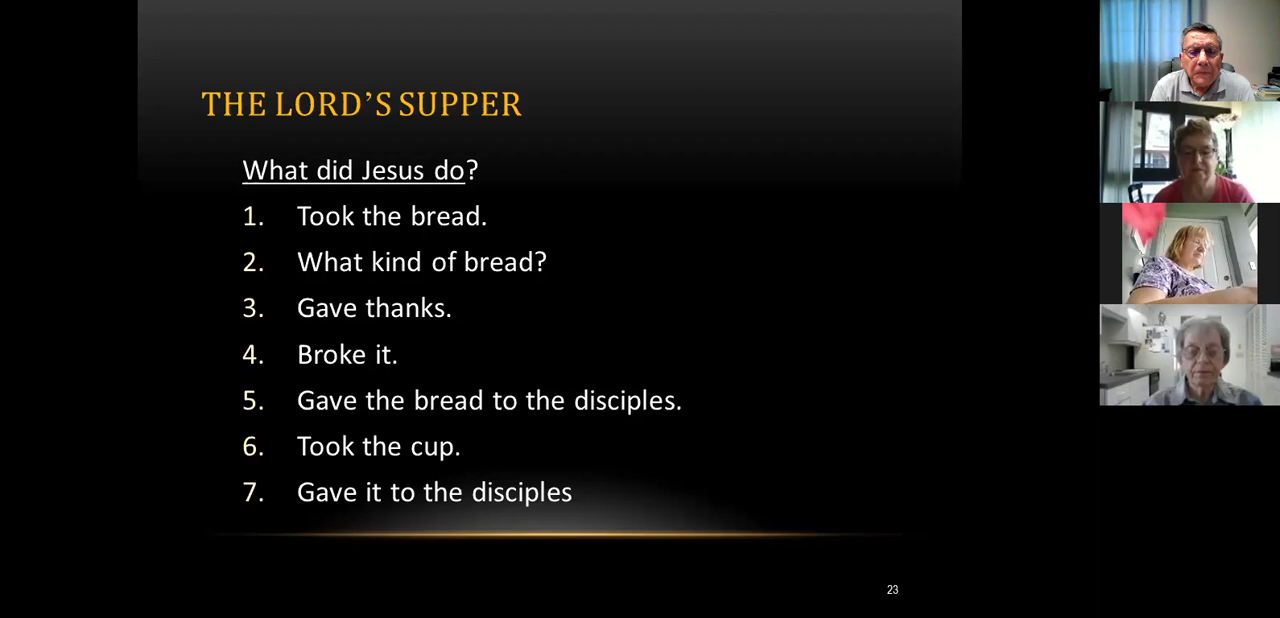 THE LORD’S SUPPER
What did Jesus do?
1. Took the bread.
2. What kind of bread?
3. Gave thanks.
4. Broke it.
5. Gave the bread to the disciples.
6. Took the cup.
7. Gave it to the disciples
23